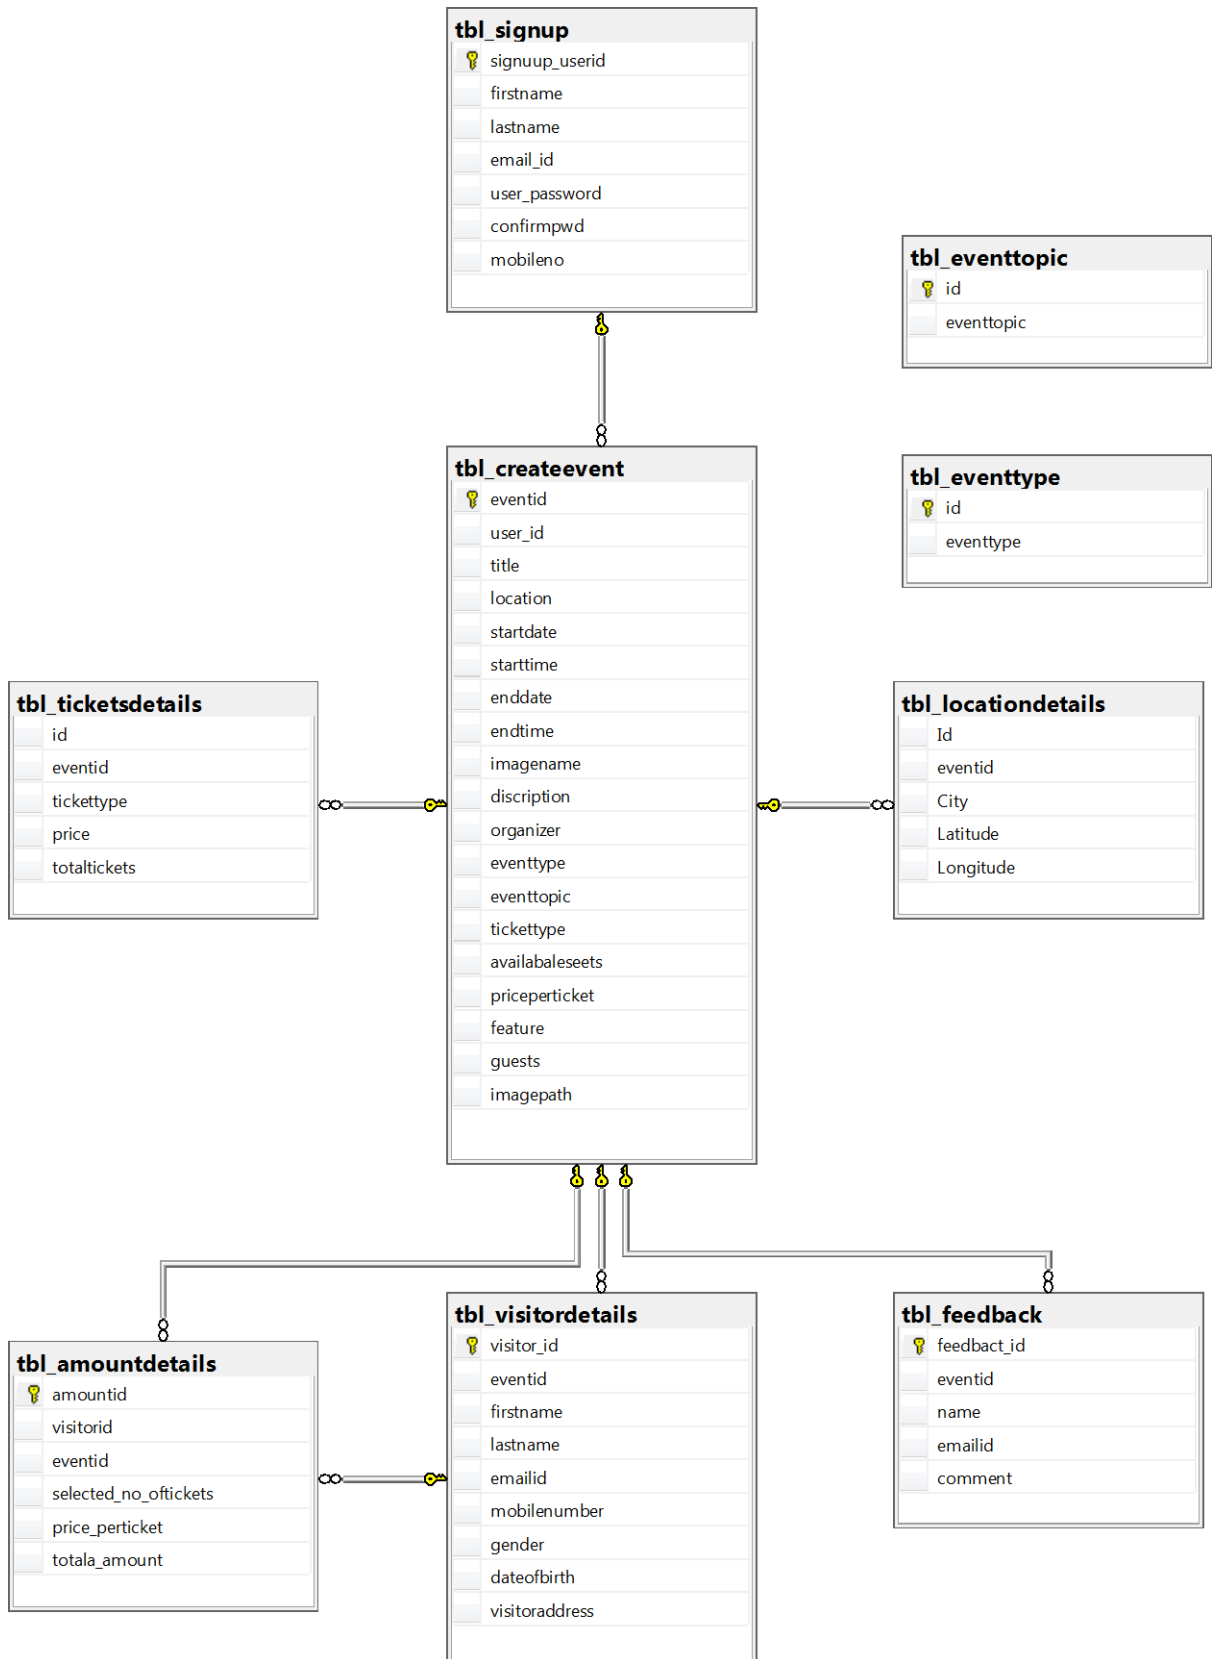 tbl_signup
signuup_userid
firstname
lastname
email_id
user_password
confirmpwd
mobileno
tbl_eventtopic
id
eventtopic
tbl_createevent
eventid
user_id
title
location
startdate
starttime
enddate
endtime
imagename
discription
organizer
eventtype
eventtopic
tickettype
availabaleseets
priceperticket
feature
guests
imagepath
tbl_eventtype
id
eventtype
tbl_ticketsdetails
id
eventid
tickettype
price
totaltickets
tbl_locationdetails
Id
eventid
City
Latitude
Longitude
tbl_amountdetails
amountid
visitorid
eventid
selected_no_oftickets
price_perticket
totala_amount
tbl_visitordetails
visitor_id
eventid
firstname
lastname
emailid
mobilenumber
gender
dateofbirth
visitoraddress
tbl_feedback
feedbact_id
eventid
name
emailid
comment